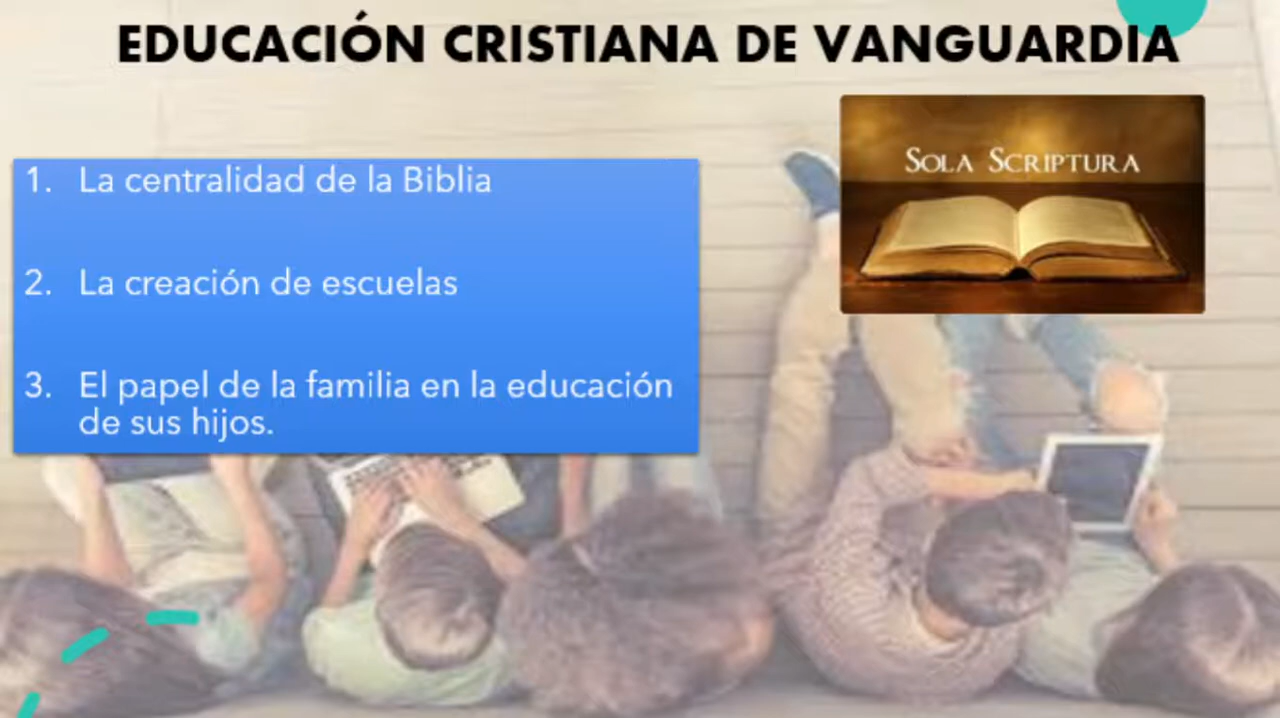 EDUCACIÓN CRISTIANA DE VANGUARDIA
SOLA SCRIPTURA
1. La centralidad de la Biblia
2. La creación de escuelas
3. El papel de la familia en la educación
de sus hijos.